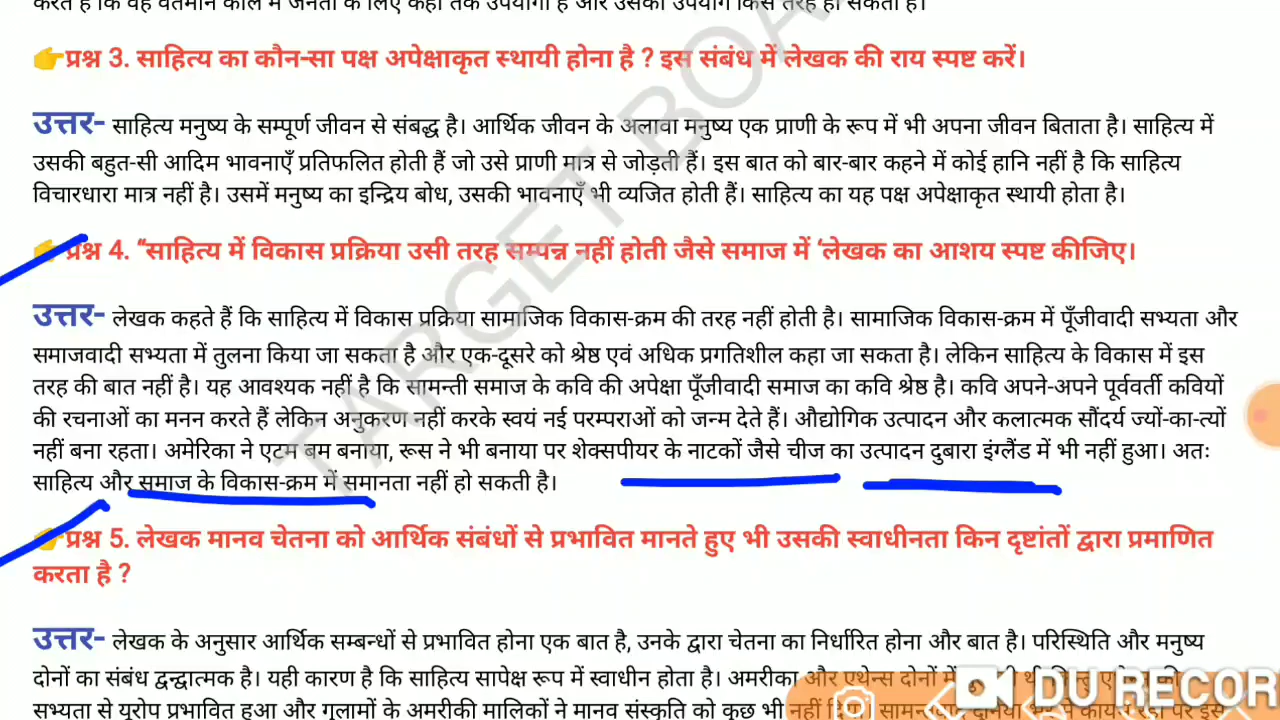 करते हैं कि वह वर्तमान काल में जनता के लिए कहाँ तक उपयोगी है और उसका उपयोग किस तरह हो सकता है।
👉प्रश्न 3. साहित्य का कौन-सा पक्ष अपेक्षाकृत स्थायी होना है ? इस संबंध में लेखक की राय स्पष्ट करें।
उत्तर- साहित्य मनुष्य के सम्पूर्ण जीवन से संबद्ध है। आर्थिक जीवन के अलावा मनुष्य एक प्राणी के रूप में भी अपना जीवन बिताता है। साहित्य में
उसकी बहुत-सी आदिम भावनाएँ प्रतिफलित होती हैं जो उसे प्राणी मात्र से जोड़ती हैं। इस बात को बार-बार कहने में कोई हानि नहीं है कि साहित्य
विचारधारा मात्र नहीं है। उसमें मनुष्य का इन्द्रिय बोध, उसकी भावनाएँ भी व्यजित होती हैं। साहित्य का यह पक्ष अपेक्षाकृत स्थायी होता है।
👉प्रश्न 4. “साहित्य में विकास प्रक्रिया उसी तरह सम्पन्न नहीं होती जैसे समाज में ‘लेखक का आशय स्पष्ट कीजिए।
उत्तर- लेखक कहते हैं कि साहित्य में विकास प्रक्रिया सामाजिक विकास-क्रम की तरह नहीं होती है। सामाजिक विकास-क्रम में पूँजीवादी सभ्यता और
समाजवादी सभ्यता में तुलना किया जा सकता है और एक-दूसरे को श्रेष्ठ एवं अधिक प्रगतिशील कहा जा सकता है। लेकिन साहित्य के विकास में इस
तरह की बात नहीं है। यह आवश्यक नहीं है कि सामन्ती समाज के कवि की अपेक्षा पूँजीवादी समाज का कवि श्रेष्ठ है। कवि अपने-अपने पूर्ववर्ती कवियों
की रचनाओं का मनन करते हैं लेकिन अनुकरण नहीं करके स्वयं नई परम्पराओं को जन्म देते हैं। औद्योगिक उत्पादन और कलात्मक सौंदर्य ज्यों-का-त्यों
नहीं बना रहता। अमेरिका ने एटम बम बनाया, रूस ने भी बनाया पर शेक्सपीयर के नाटकों जैसे चीज का उत्पादन दुबारा इंग्लैंड में भी नहीं हुआ। अतः
साहित्य और समाज के विकास-क्रम में समानता नहीं हो सकती है।
👉प्रश्न 5. लेखक मानव चेतना को आर्थिक संबंधों से प्रभावित मानते हुए भी उसकी स्वाधीनता किन दृष्टांतों द्वारा प्रमाणित
करता है ?
उत्तर- लेखक के अनुसार आर्थिक सम्बन्धों से प्रभावित होना एक बात है, उनके द्वारा चेतना का निर्धारित होना और बात है। परिस्थिति और मनुष्य
दोनों का संबंध द्वन्द्वात्मक है। यही कारण है कि साहित्य सापेक्ष रूप में स्वाधीन होता है। अमरीका और एथेन्स दोनों में
सभ्यता से यूरोप प्रभावित हुआ और गुलामों के अमरीकी मालिकों ने मानव संस्कृति को कुछ भी नहीं
TARGET BOA
DU RECOR